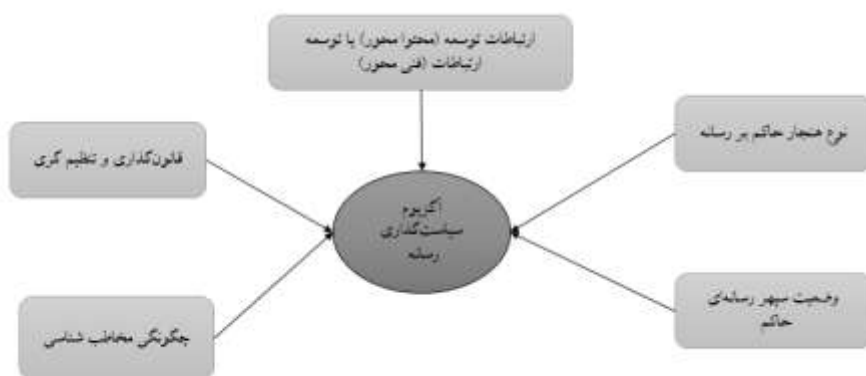 ارتباطات توسعه (محتوا محور) یا توسعه
ارتباطات (فنی محور)
نوع هنجار حاکم بر رسانه
قانون‌گذاری و تنظیم گری
اکزیوم
سیاست‌گذاری
رسانه
وضعیت سپهر رسانه‌ای
حاکم
چگونگی مخاطب شناسی